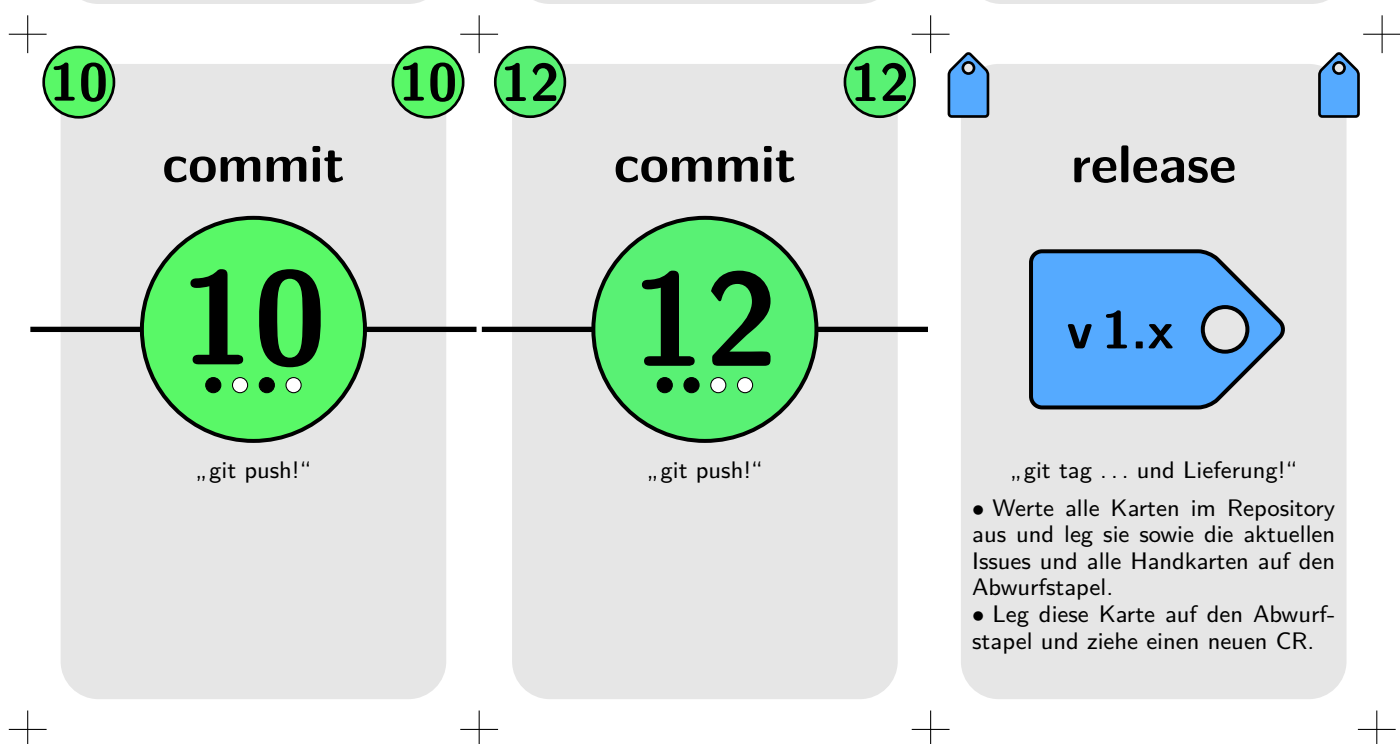 10 10
commit
10
„git push!“
12 12
commit
12
„git push!“
release
v 1.x
„git tag ... und Lieferung!“
• Werte alle Karten im Repository
aus und leg sie sowie die aktuellen
Issues und alle Handkarten auf den
Abwurfstapel.
• Leg diese Karte auf den Abwurf-
stapel und ziehe einen neuen CR.